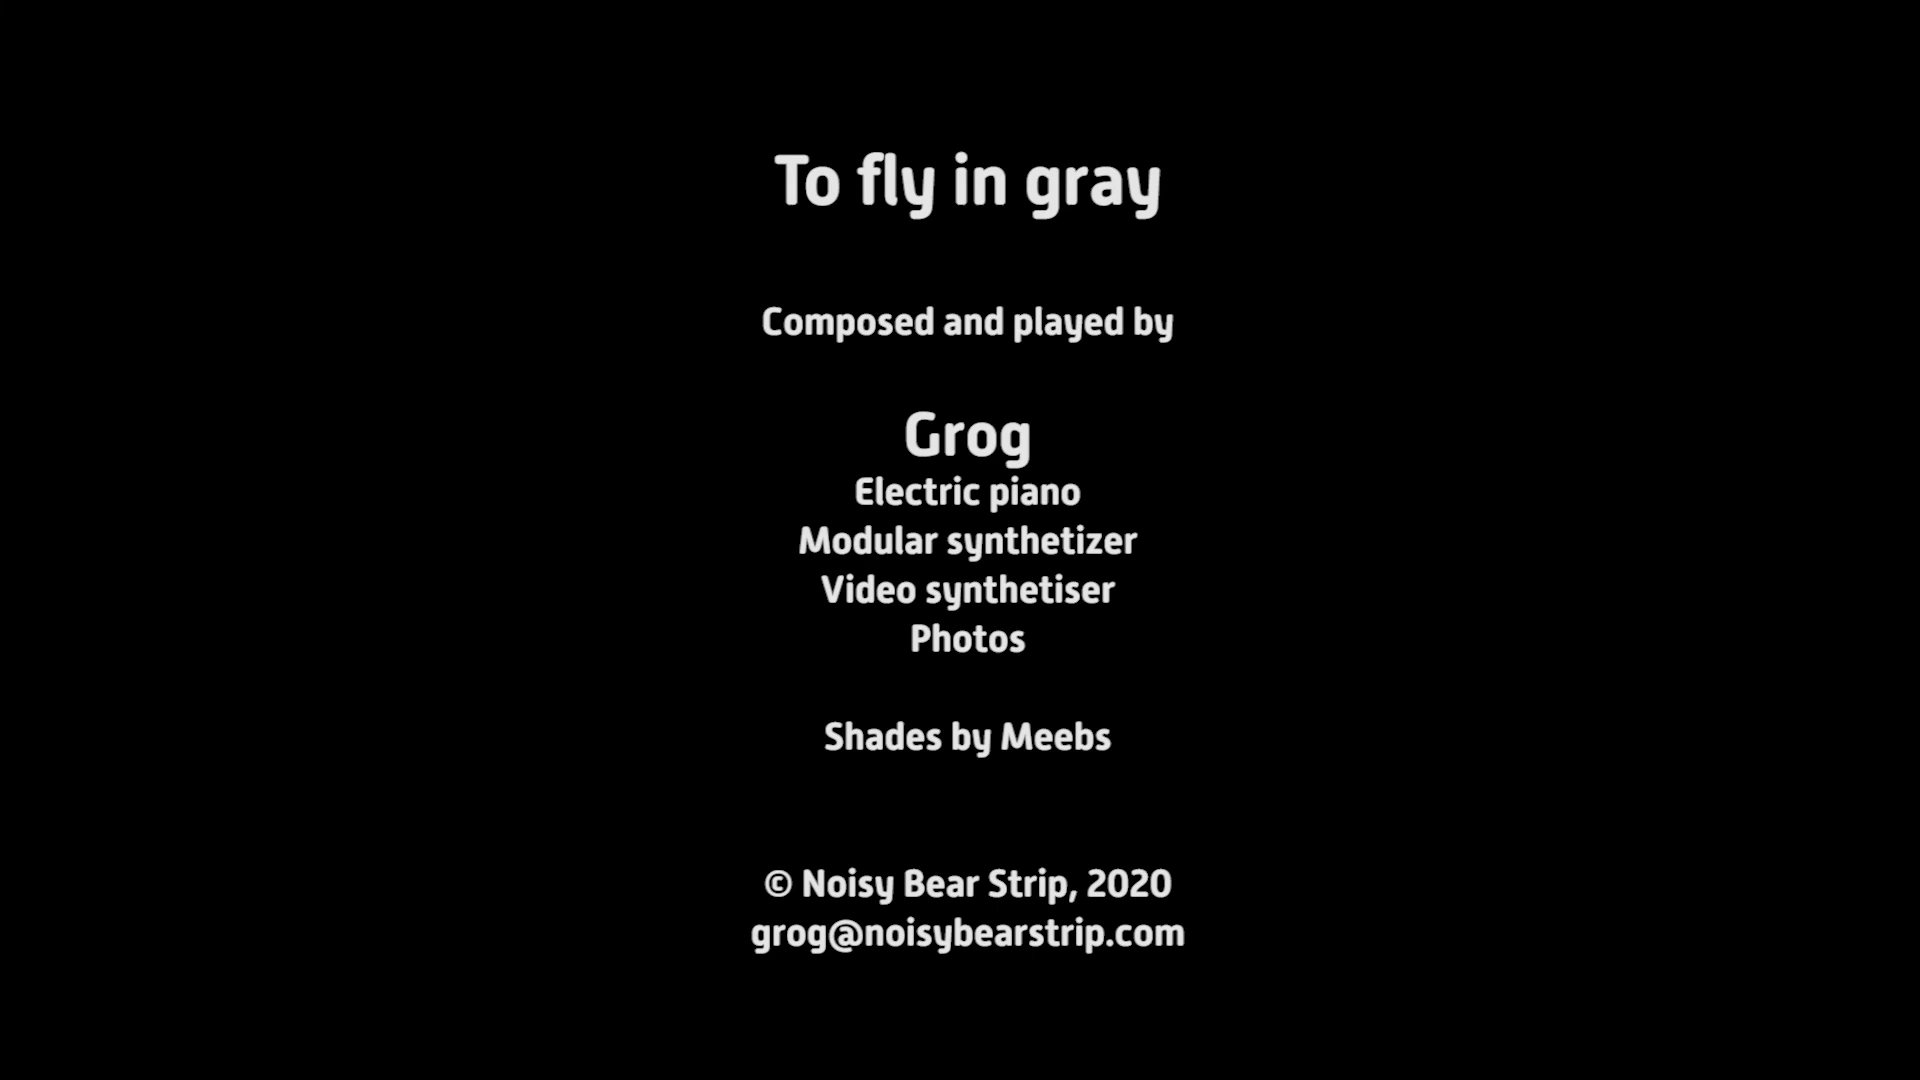 To fly in gray
Composed and played by
Grog
Electric piano
Modular synthetizer
Video synthetiser
Photos
Shades by Meebs
© Noisy Bear Strip, 2020
grog@noisybearstrip.com